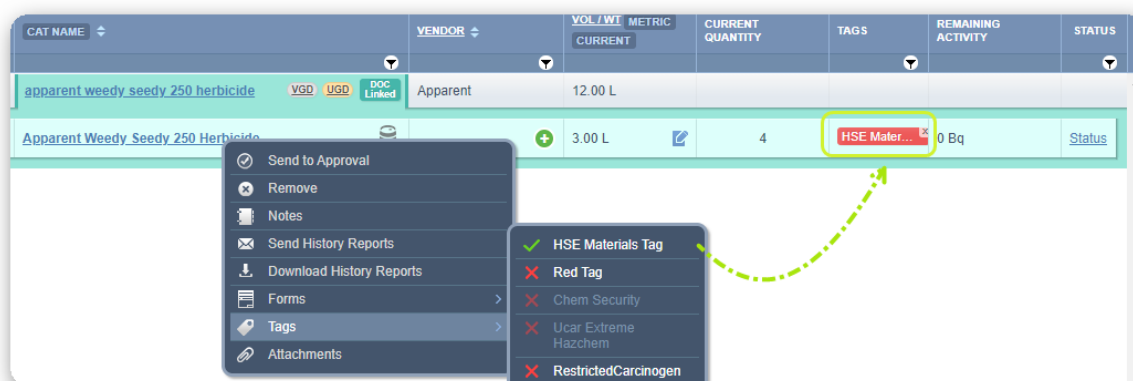 CAT NAME
VENDOR
VOL / WT METRIC
CURRENT
CURRENT
QUANTITY
TAGS
REMAINING
ACTIVITY
STATUS
apparent weedy seedy 250 herbicide VGD UGD DOC
Linked
Apparent
12.00 L
Apparent Weedy Seedy 250 Herbicide
3.00 L
4
HSE Mater...
0 Bq
Status
Send to Approval
Remove
Notes
Send History Reports
Download History Reports
Forms
Tags
Attachments
HSE Materials Tag
Red Tag
Chem Security
Ucar Extreme
Hazchem
RestrictedCarcinogen